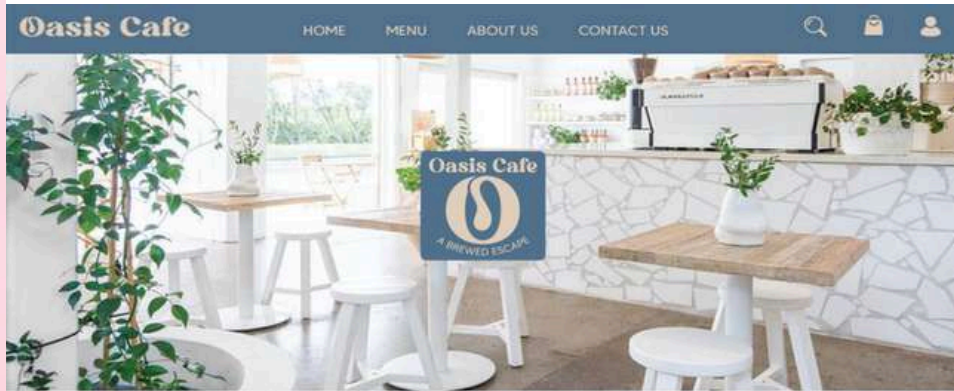 Oasis Cafe
HOME MENU ABOUT US CONTACT US
Oasis Cafe
A BREWED ESCAPE